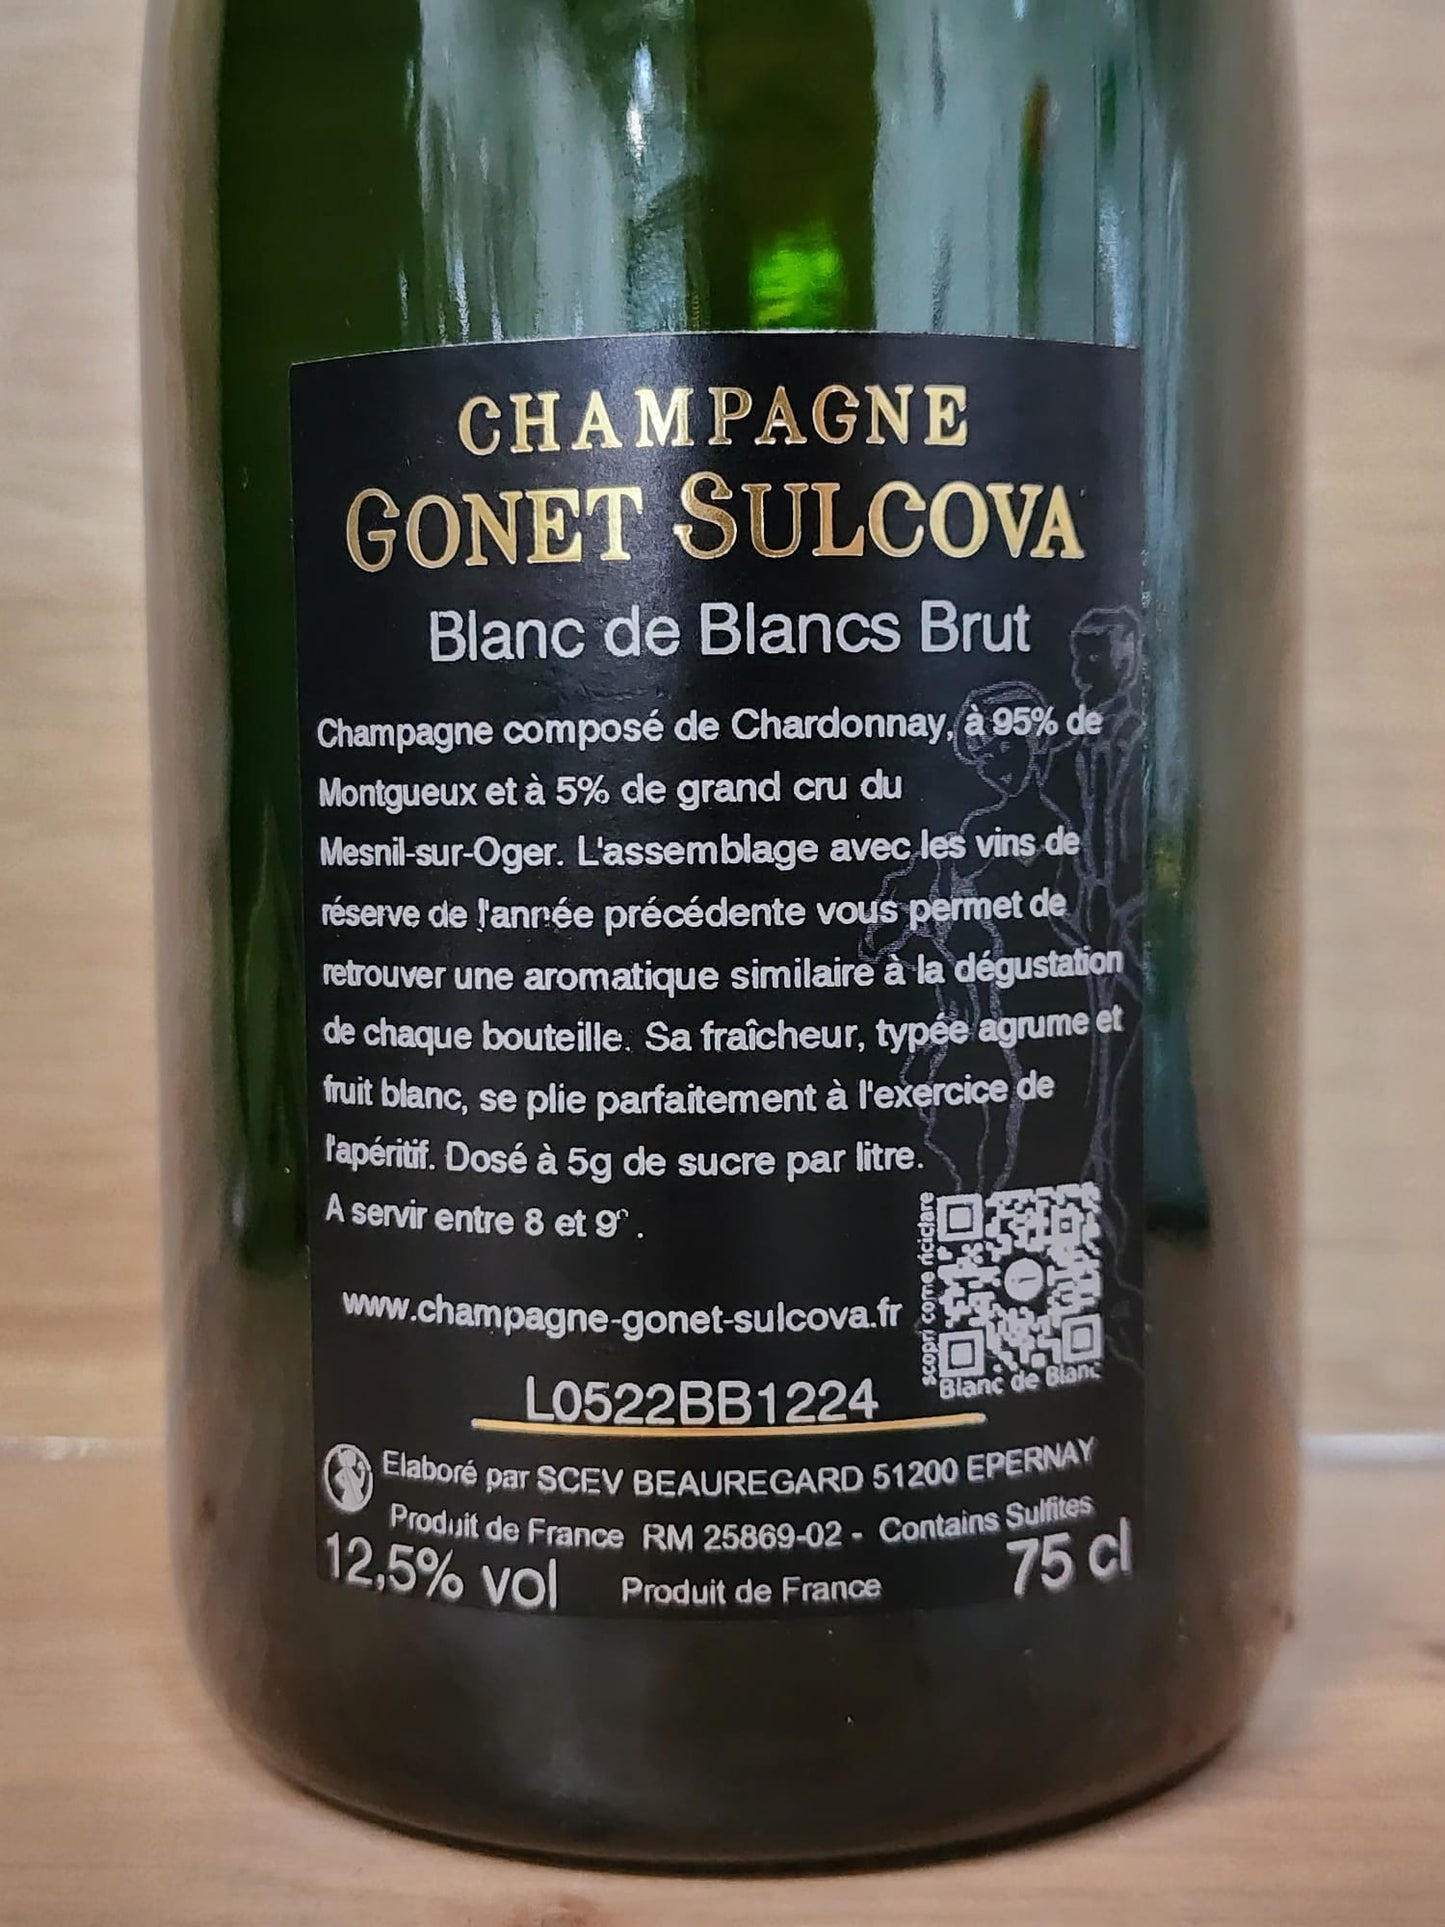 CHAMPAGNE
GONET SULCOVA
Blanc de Blancs Brut
Champagne composé de Chardonnay, à 95% de
Montgueux et à 5% de grand cru du
Mesnil-sur-Oger. L'assemblage avec les vins de
réserve de l'année précédente vous permet de
retrouver une aromatique similaire à la dégustation
de chaque bouteille. Sa fraîcheur, typée agrume et
fruit blanc, se plie parfaitement à l'exercice de
l'apéritif. Dosé à 5g de sucre par litre.
A servir entre 8 et 9° .
www.champagne-gonet-sulcova.fr
scopri come riciclare
Blanc de Blanc
L0522BB1224
Elaboré par SCEV BEAUREGARD 51200 EPERNAY
Produit de France RM 25869-02 - Contains Sulfites
12,5% vol Produit de France 75 cl